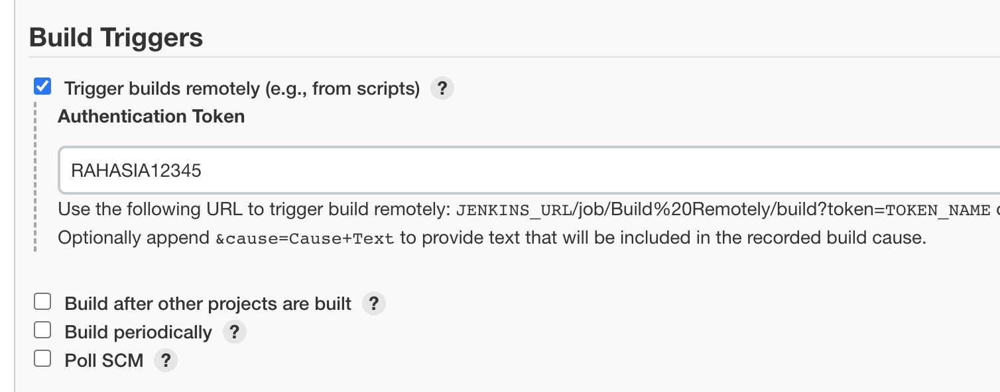 Build Triggers
Trigger builds remotely (e.g., from scripts) ?
Authentication Token
RAHASIA12345
Use the following URL to trigger build remotely: JENKINS_URL/job/Build%20Remotely/build?token=TOKEN_NAME
Optionally append &cause=Cause+Text to provide text that will be included in the recorded build cause.
Build after other projects are built ?
Build periodically ?
Poll SCM ?